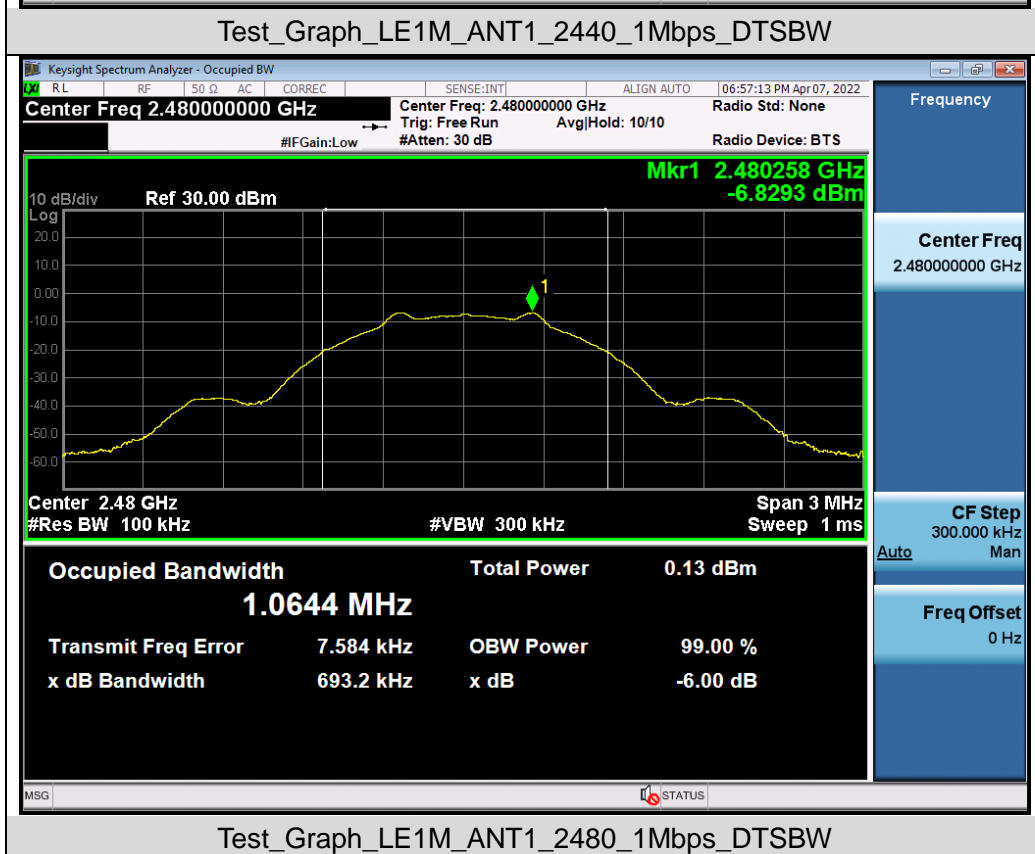 Test_Graph_LE1M_ANT1_2440_1Mbps_DTSBW
Keysight Spectrum Analyzer - Occupied BW
LXI RL RF 50 Ω AC CORREC SENSE:INT ALIGN AUTO 06:57:13 PM Apr 07, 2022
Center Freq 2.480000000 GHz Center Freq: 2.480000000 GHz Radio Std: None
Trig: Free Run Avg|Hold: 10/10
#IFGain:Low #Atten: 30 dB Radio Device: BTS
Frequency
Mkr1 2.480258 GHz
-6.8293 dBm
10 dB/div Ref 30.00 dBm
Log
20.0
10.0
0.00
-10.0
-20.0
-30.0
-40.0
-50.0
-60.0
1
Center 2.48 GHz Span 3 MHz
#Res BW 100 kHz #VBW 300 kHz Sweep 1 ms
Center Freq
2.480000000 GHz
CF Step
300.000 kHz
Auto Man
Freq Offset
0 Hz
Occupied Bandwidth Total Power 0.13 dBm
1.0644 MHz
Transmit Freq Error 7.584 kHz OBW Power 99.00 %
x dB Bandwidth 693.2 kHz x dB -6.00 dB
MSG STATUS
Test_Graph_LE1M_ANT1_2480_1Mbps_DTSBW